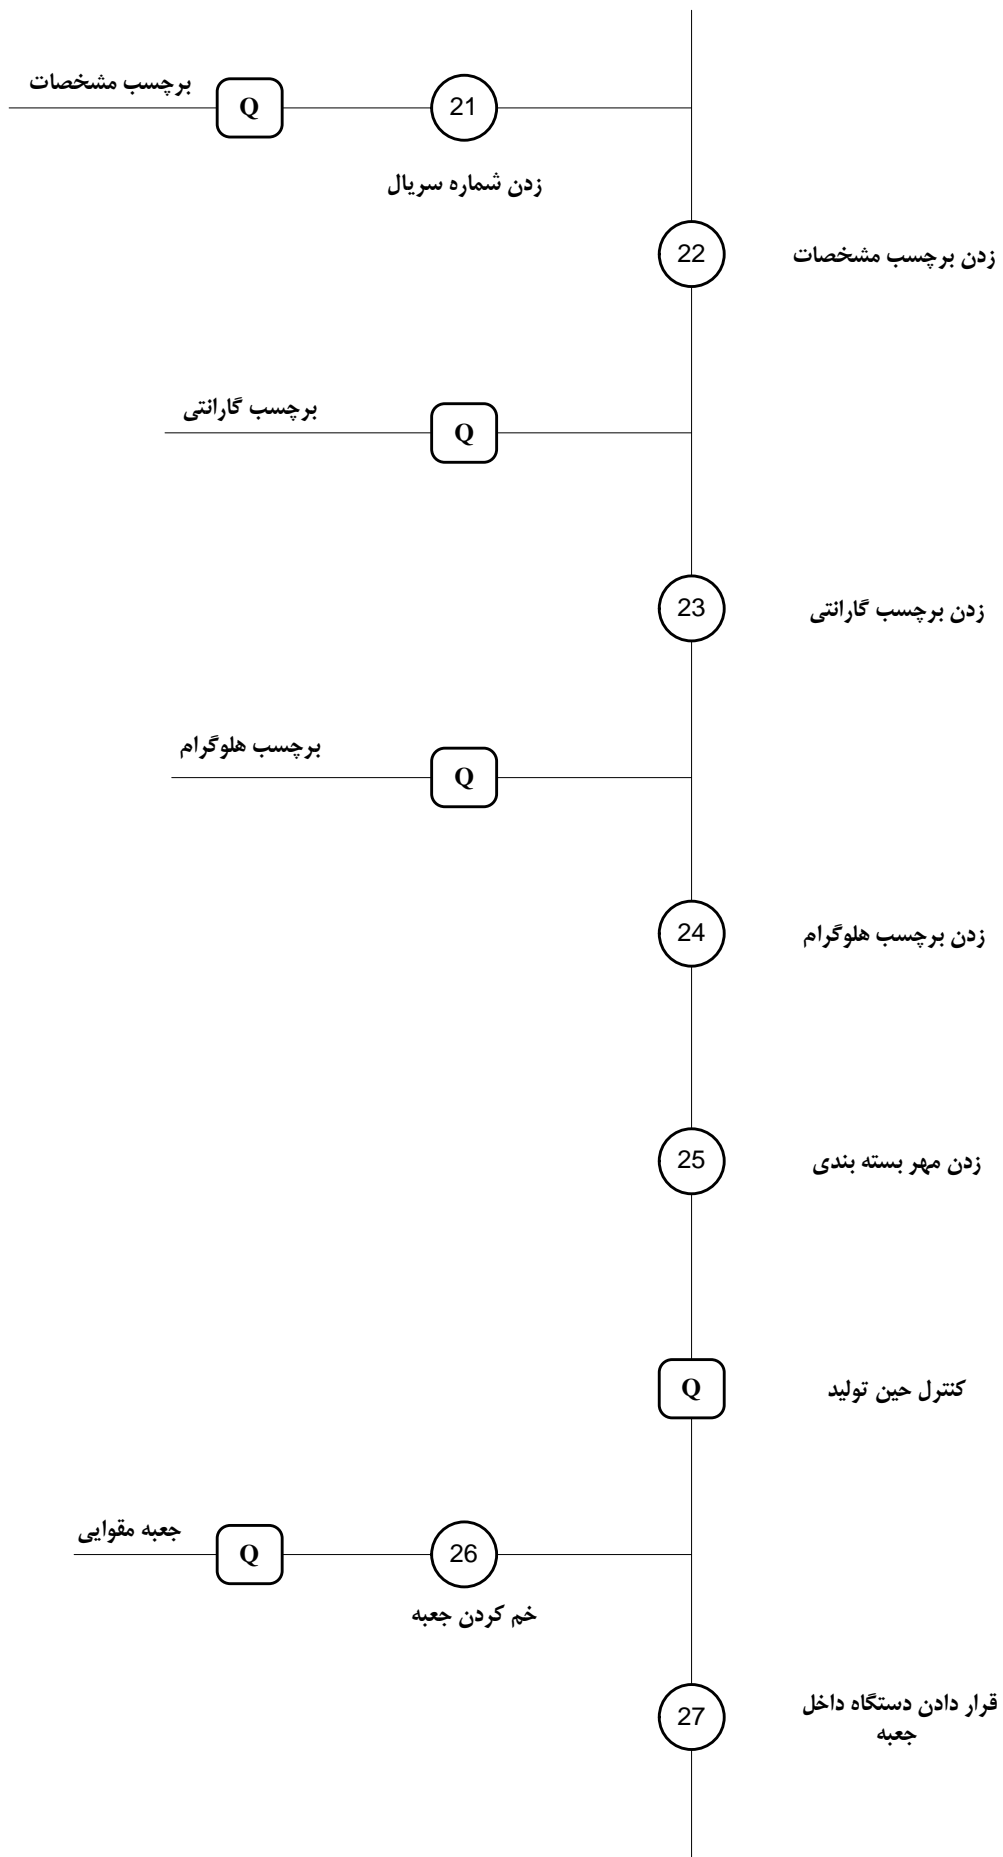 برچسب مشخصات
Q
21
زدن شماره سریال
22
زدن برچسب مشخصات
برچسب گارانتی
Q
23
زدن برچسب گارانتی
برچسب هلوگرام
Q
24
زدن برچسب هلوگرام
25
زدن مهر بسته بندی
Q
کنترل حین تولید
جعبه مقوایی
Q
26
خم کردن جعبه
27
قرار دادن دستگاه داخل
جعبه